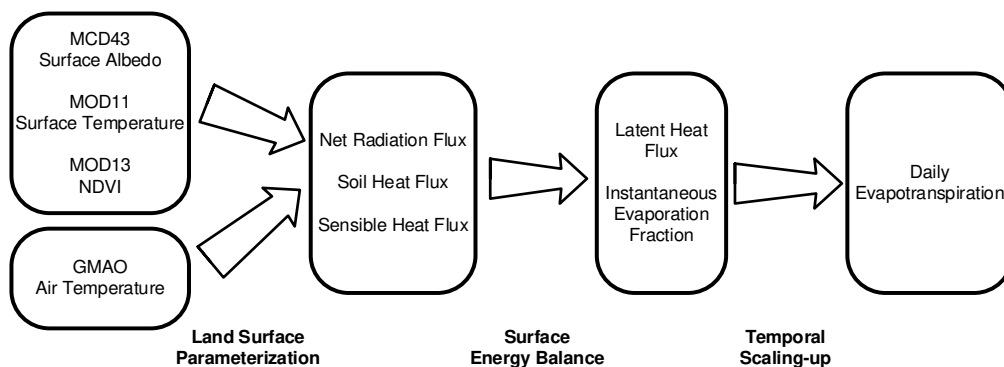 MCD43
Surface Albedo
MOD11
Surface Temperature
MOD13
NDVI
GMAO
Air Temperature
Net Radiation Flux
Soil Heat Flux
Sensible Heat Flux
Latent Heat
Flux
Instantaneous
Evaporation
Fraction
Daily
Evapotranspiration
Land Surface
Parameterization
Surface
Energy Balance
Temporal
Scaling-up